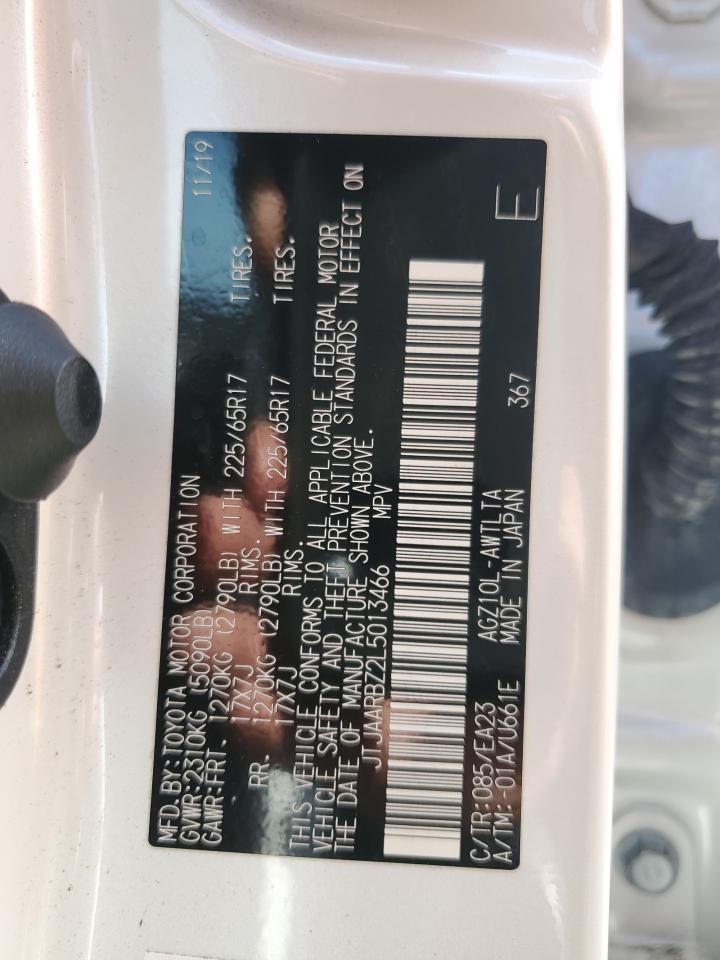 MFD. BY: TOYOTA MOTOR CORPORATION 11/19
GVWR: 2310KG (5090LB)
GAWR: FRT. 1270KG (2790LB) WITH 225/65R17 TIRES.
17X7J RIMS.
RR. 1270KG (2790LB) WITH 225/65R17 TIRES.
17X7J RIMS.
THIS VEHICLE CONFORMS TO ALL APPLICABLE FEDERAL MOTOR
VEHICLE SAFETY AND THEFT PREVENTION STANDARDS IN EFFECT ON
THE DATE OF MANUFACTURE SHOWN ABOVE.
JTJAARBZ2L5013466 MPV
C/TR: 085/EA23 AGZ10L-AWTLTA
A/TM: 01A/U661E MADE IN JAPAN 367 E